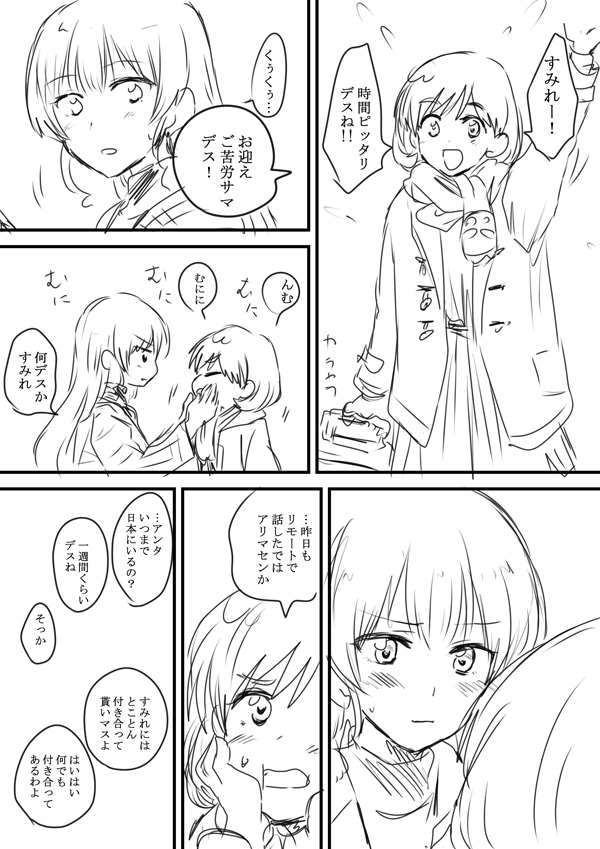 すみれー！
時間ピッタリ
デスね!!
カラカラ
くぅくぅ…
お迎え
ご苦労サマ
デス！
んむ
むにに
むに
むに
何デスか
すみれ
…昨日も
リモートで
話したでは
アリマセンか
…アンタ
いつまで
日本にいるの？
一週間くらい
デスね
そっか
すみれには
とことん
付き合って
貰いマスよ
はいはい
何でも
付き合って
あるわよ